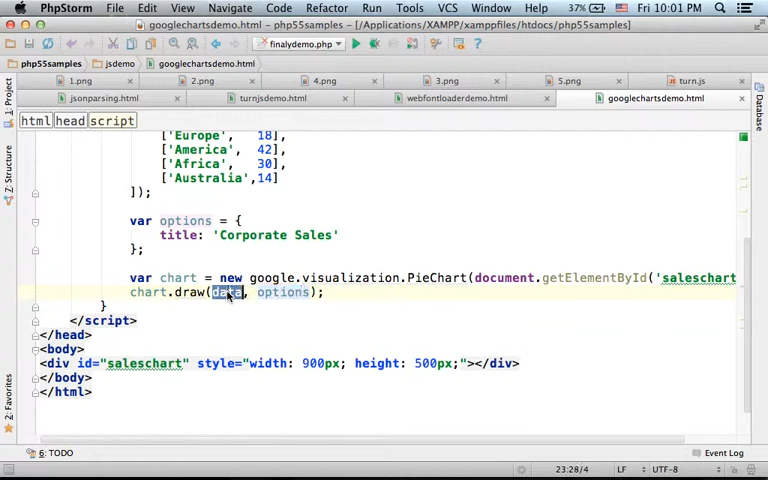 PhpStorm File Edit View Navigate Code Refactor Run Tools VCS Window Help 37% Fri 10:01 PM
googlechartsdemo.html - php55samples - [/Applications/XAMPP/xamppfiles/htdocs/php55samples]
finalydemo.php
php55samples jsdemo googlechartsdemo.html
1.png 2.png 4.png 3.png 5.png turn.js
jsonparsing.html turnjsdemo.html webfontloaderdemo.html googlechartsdemo.html
html head script
1: Project
Z: Structure
Favorites
Database
['Europe', 18],
['America', 42],
['Africa', 30],
['Australia',14]
]);
var options = {
title: 'Corporate Sales'
};
var chart = new google.visualization.PieChart(document.getElementById('saleschart
chart.draw(data, options);
}
</script>
</head>
<body>
<div id="saleschart" style="width: 900px; height: 500px;"></div>
</body>
</html>
6: TODO Event Log
23:28/4 LF UTF-8